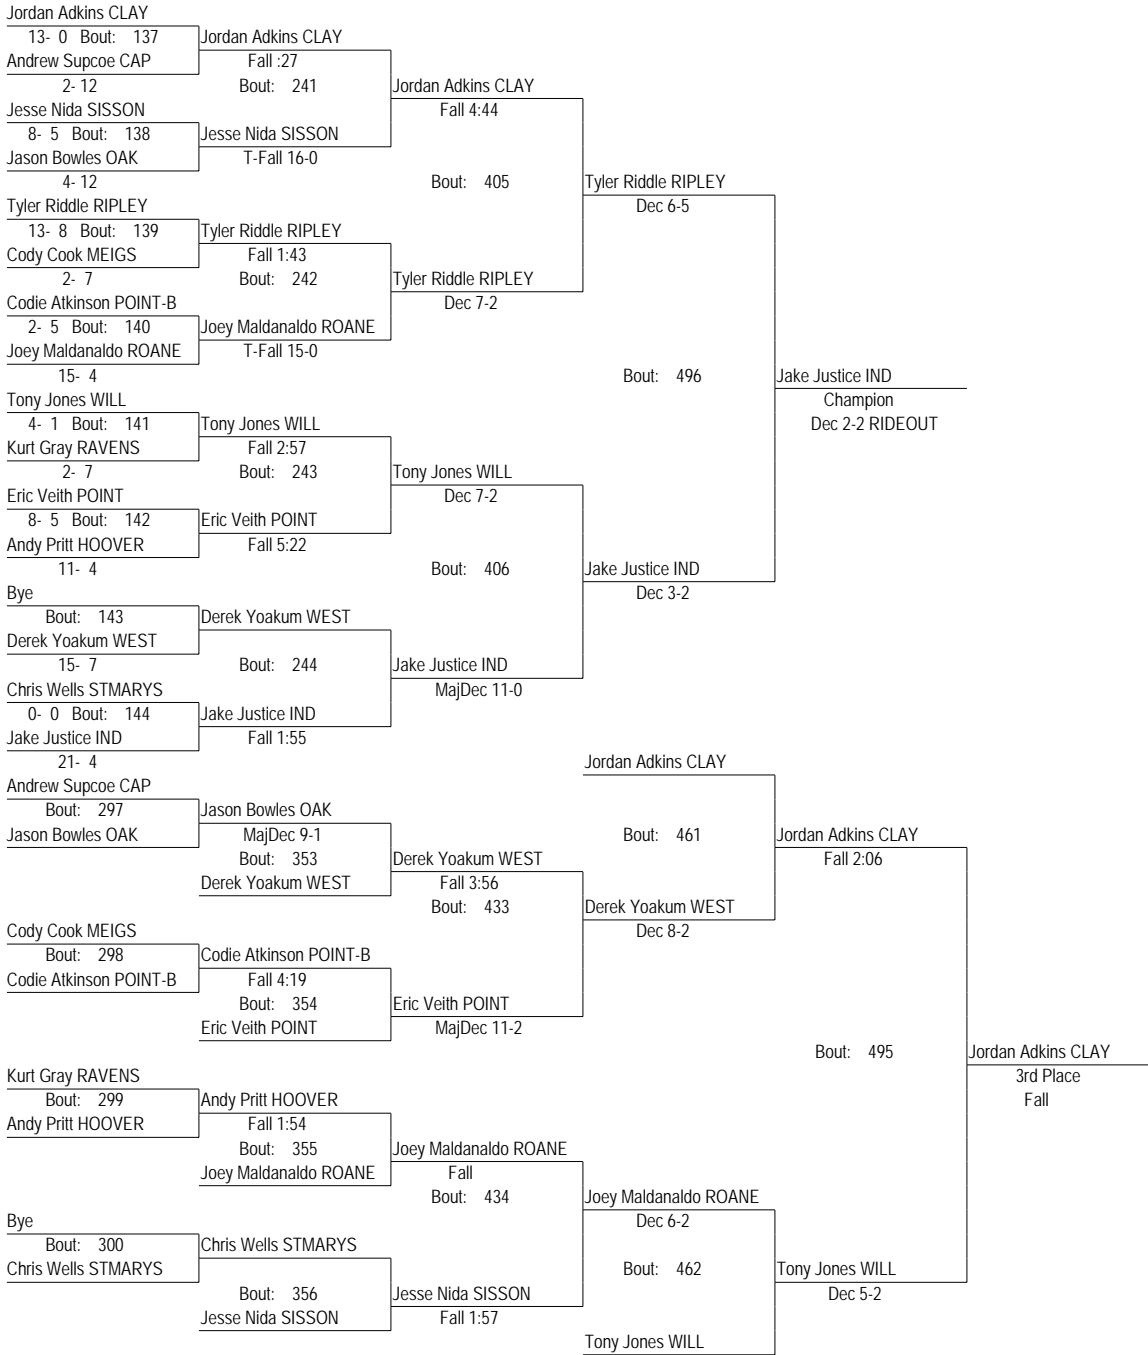 Jordan Adkins CLAY
13- 0 Bout: 137
Jordan Adkins CLAY
Andrew Supcoe CAP
Fall :27
2- 12
Bout: 241
Jordan Adkins CLAY
Jesse Nida SISSON
Fall 4:44
8- 5 Bout: 138
Jesse Nida SISSON
Jason Bowles OAK
T-Fall 16-0
4- 12
Bout: 405
Tyler Riddle RIPLEY
Tyler Riddle RIPLEY
Dec 6-5
13- 8 Bout: 139
Tyler Riddle RIPLEY
Cody Cook MEIGS
Fall 1:43
2- 7
Bout: 242
Tyler Riddle RIPLEY
Codie Atkinson POINT-B
Dec 7-2
2- 5 Bout: 140
Joey Maldanaldo ROANE
Joey Maldanaldo ROANE
T-Fall 15-0
15- 4
Bout: 496
Jake Justice IND
Tony Jones WILL
Champion
4- 1 Bout: 141
Tony Jones WILL
Dec 2-2 RIDEOUT
Kurt Gray RAVENS
Fall 2:57
2- 7
Bout: 243
Tony Jones WILL
Eric Veith POINT
Dec 7-2
8- 5 Bout: 142
Eric Veith POINT
Andy Pritt HOOVER
Fall 5:22
11- 4
Bout: 406
Jake Justice IND
Bye
Dec 3-2
Bout: 143
Derek Yoakum WEST
Derek Yoakum WEST
15- 7
Bout: 244
Jake Justice IND
Chris Wells STMARYS
MajDec 11-0
0- 0 Bout: 144
Jake Justice IND
Jake Justice IND
Fall 1:55
21- 4
Jordan Adkins CLAY
Andrew Supcoe CAP
Bout: 297
Jason Bowles OAK
Jason Bowles OAK
MajDec 9-1
Bout: 461
Jordan Adkins CLAY
Bout: 353
Derek Yoakum WEST
Fall 2:06
Derek Yoakum WEST
Fall 3:56
Bout: 433
Derek Yoakum WEST
Cody Cook MEIGS
Dec 8-2
Bout: 298
Codie Atkinson POINT-B
Codie Atkinson POINT-B
Fall 4:19
Bout: 354
Eric Veith POINT
Eric Veith POINT
MajDec 11-2
Bout: 495
Jordan Adkins CLAY
Kurt Gray RAVENS
3rd Place
Bout: 299
Andy Pritt HOOVER
Fall
Andy Pritt HOOVER
Fall 1:54
Bout: 355
Joey Maldanaldo ROANE
Joey Maldanaldo ROANE
Fall
Bout: 434
Joey Maldanaldo ROANE
Bye
Dec 6-2
Bout: 300
Chris Wells STMARYS
Chris Wells STMARYS
Bout: 462
Tony Jones WILL
Bout: 356
Jesse Nida SISSON
Dec 5-2
Jesse Nida SISSON
Fall 1:57
Tony Jones WILL